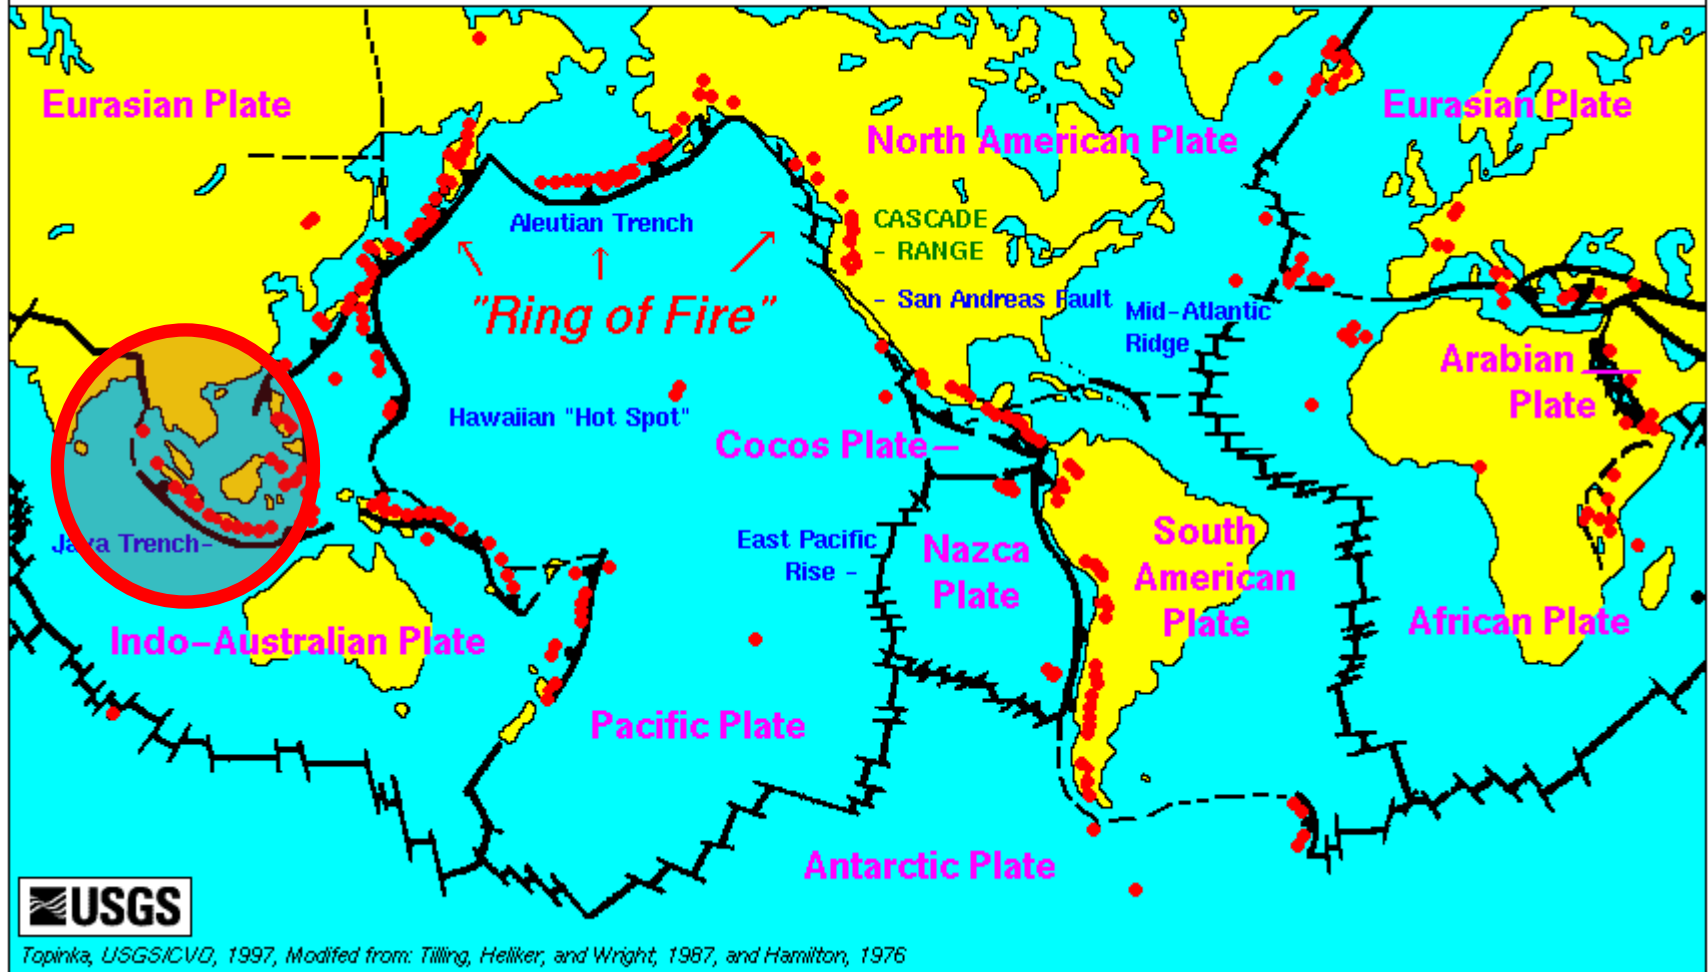 Eurasian Plate
North American Plate
Eurasian Plate
Aleutian Trench
CASCADE
- RANGE
"Ring of Fire"
- San Andreas Fault
Mid-Atlantic
Ridge
Arabian
Plate
Hawaiian "Hot Spot"
Cocos Plate
Java Trench-
East Pacific
Rise -
Nazca
Plate
South
American
Plate
African Plate
Indo-Australian Plate
Pacific Plate
Antarctic Plate
USGS
Topinka, USGS/CVO, 1997, Modifed from: Tilling, Heliker, and Wright, 1987, and Hamilton, 1976